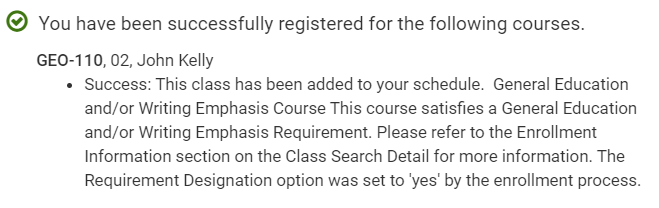 You have been successfully registered for the following courses.
GEO-110, 02, John Kelly
• Success: This class has been added to your schedule.  General Education
and/or Writing Emphasis Course This course satisfies a General Education
and/or Writing Emphasis Requirement. Please refer to the Enrollment
Information section on the Class Search Detail for more information. The
Requirement Designation option was set to 'yes' by the enrollment process.